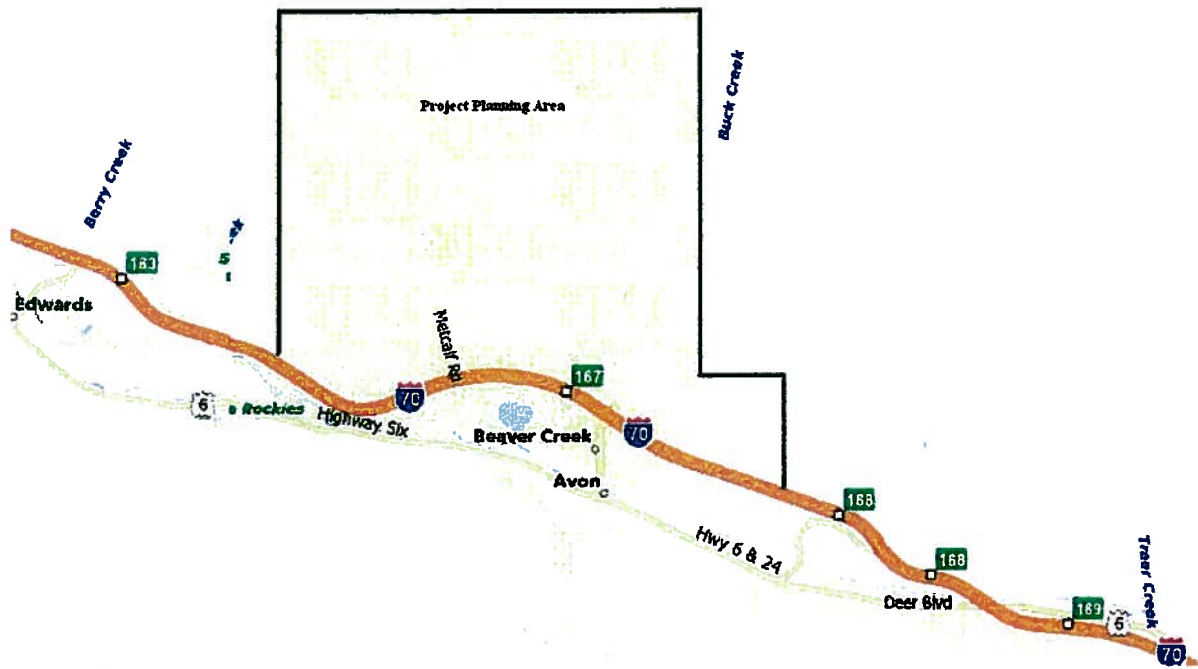 Project Planning Area
Buck Creek
Berry Creek
183
Edwards
Metcalf Rd
167
70
6
Rockies
Highway Six
Beaver Creek
70
Avon
168
Hwy 6 & 24
168
Deer Blvd
169
6
Traer Creek
70